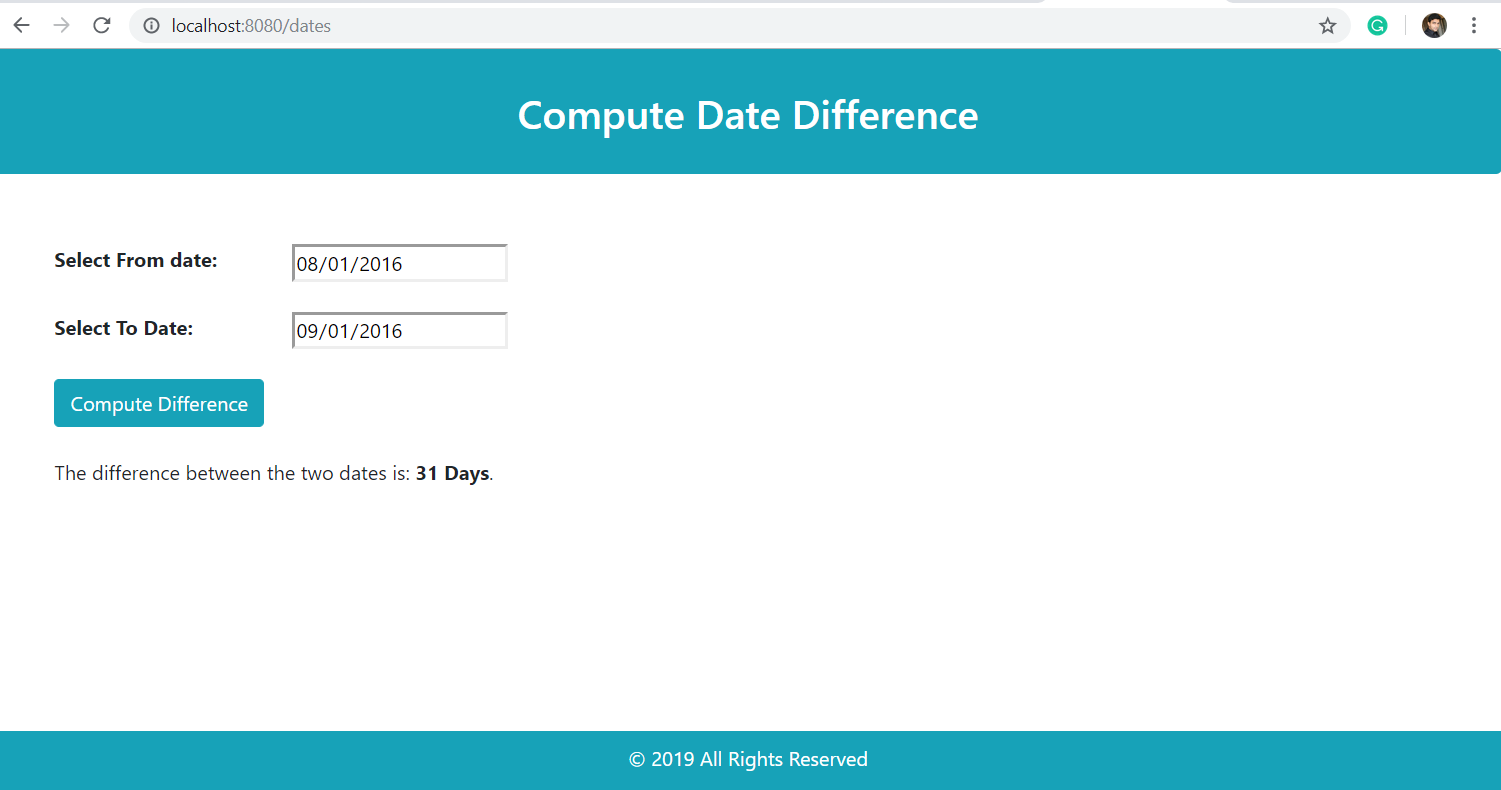 localhost:8080/dates
Compute Date Difference
Select From date: 08/01/2016
Select To Date: 09/01/2016
Compute Difference
The difference between the two dates is: 31 Days.
© 2019 All Rights Reserved